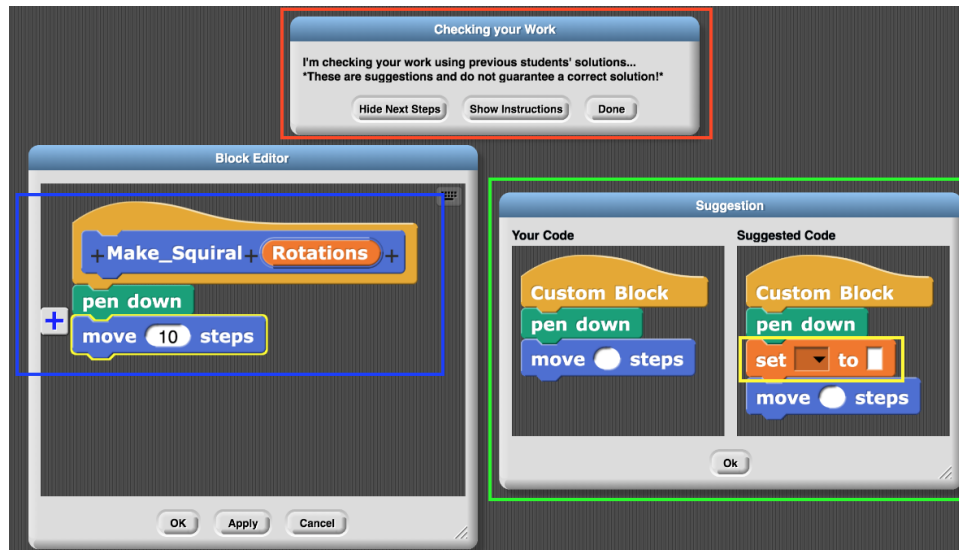 Checking your Work
I'm checking your work using previous students' solutions...
*These are suggestions and do not guarantee a correct solution!*
Hide Next Steps Show Instructions Done
Block Editor
+ Make_Squiral + Rotations +
pen down
+
move 10 steps
OK Apply Cancel
Suggestion
Your Code
Custom Block
pen down
move steps
Suggested Code
Custom Block
pen down
set to
move steps
Ok